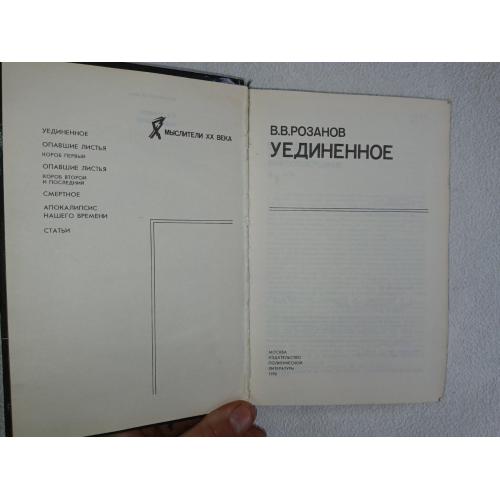 УЕДИНЕННОЕ
ОПАВШИЕ ЛИСТЬЯ
КОРОБ ПЕРВЫЙ
ОПАВШИЕ ЛИСТЬЯ
КОРОБ ВТОРОЙ
И ПОСЛЕДНИЙ
СМЕРТНОЕ
АПОКАЛИПСИС
НАШЕГО ВРЕМЕНИ
СТАТЬИ
МЫСЛИТЕЛИ XX ВЕКА
В.В.РОЗАНОВ
УЕДИНЕННОЕ
МОСКВА
ИЗДАТЕЛЬСТВО
ПОЛИТИЧЕСКОЙ
ЛИТЕРАТУРЫ
1990